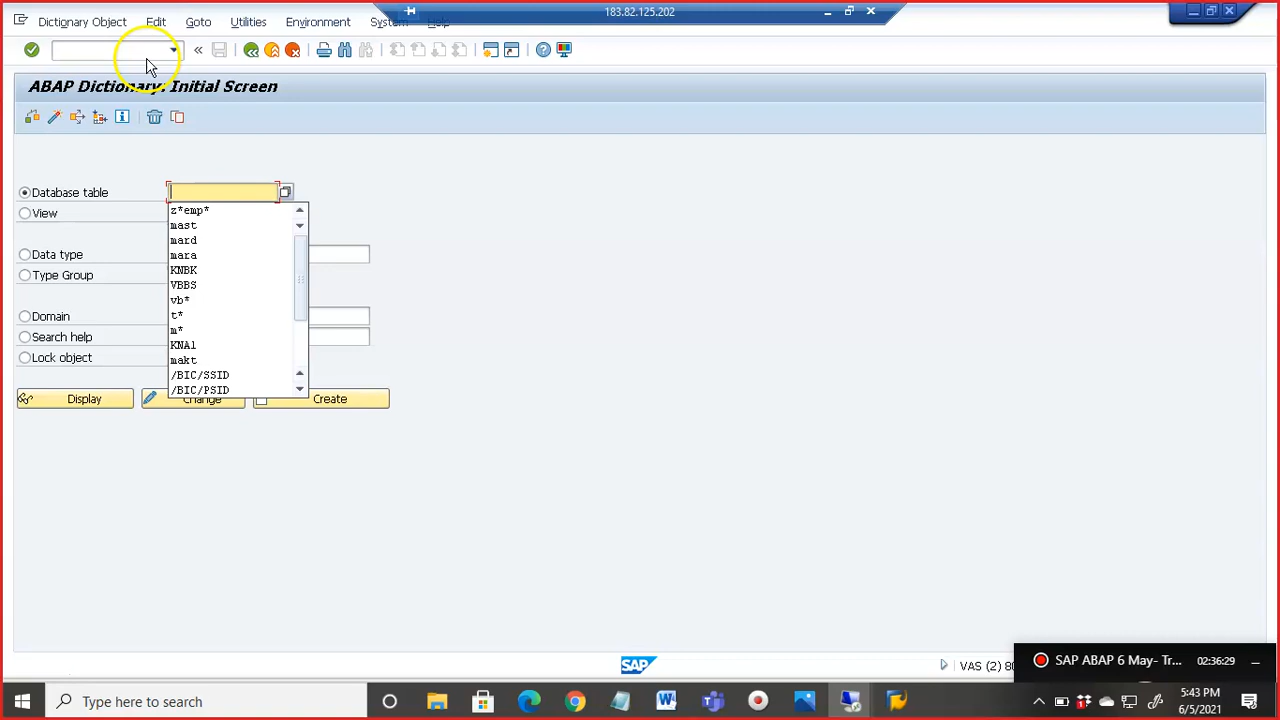 183.82.125.202
Dictionary Object Edit Goto Utilities Environment System Help
ABAP Dictionary: Initial Screen
Database table
View
Data type
Type Group
Domain
Search help
Lock object
z*emp*
mast
mard
mara
KNBK
VBBS
vb*
t*
m*
KNA1
makt
/BIC/SSID
/BIC/PSID
Display Change Create
SAP
VAS (2) 80
SAP ABAP 6 May- Tr... 02:36:29
Type here to search
5:43 PM
6/5/2021